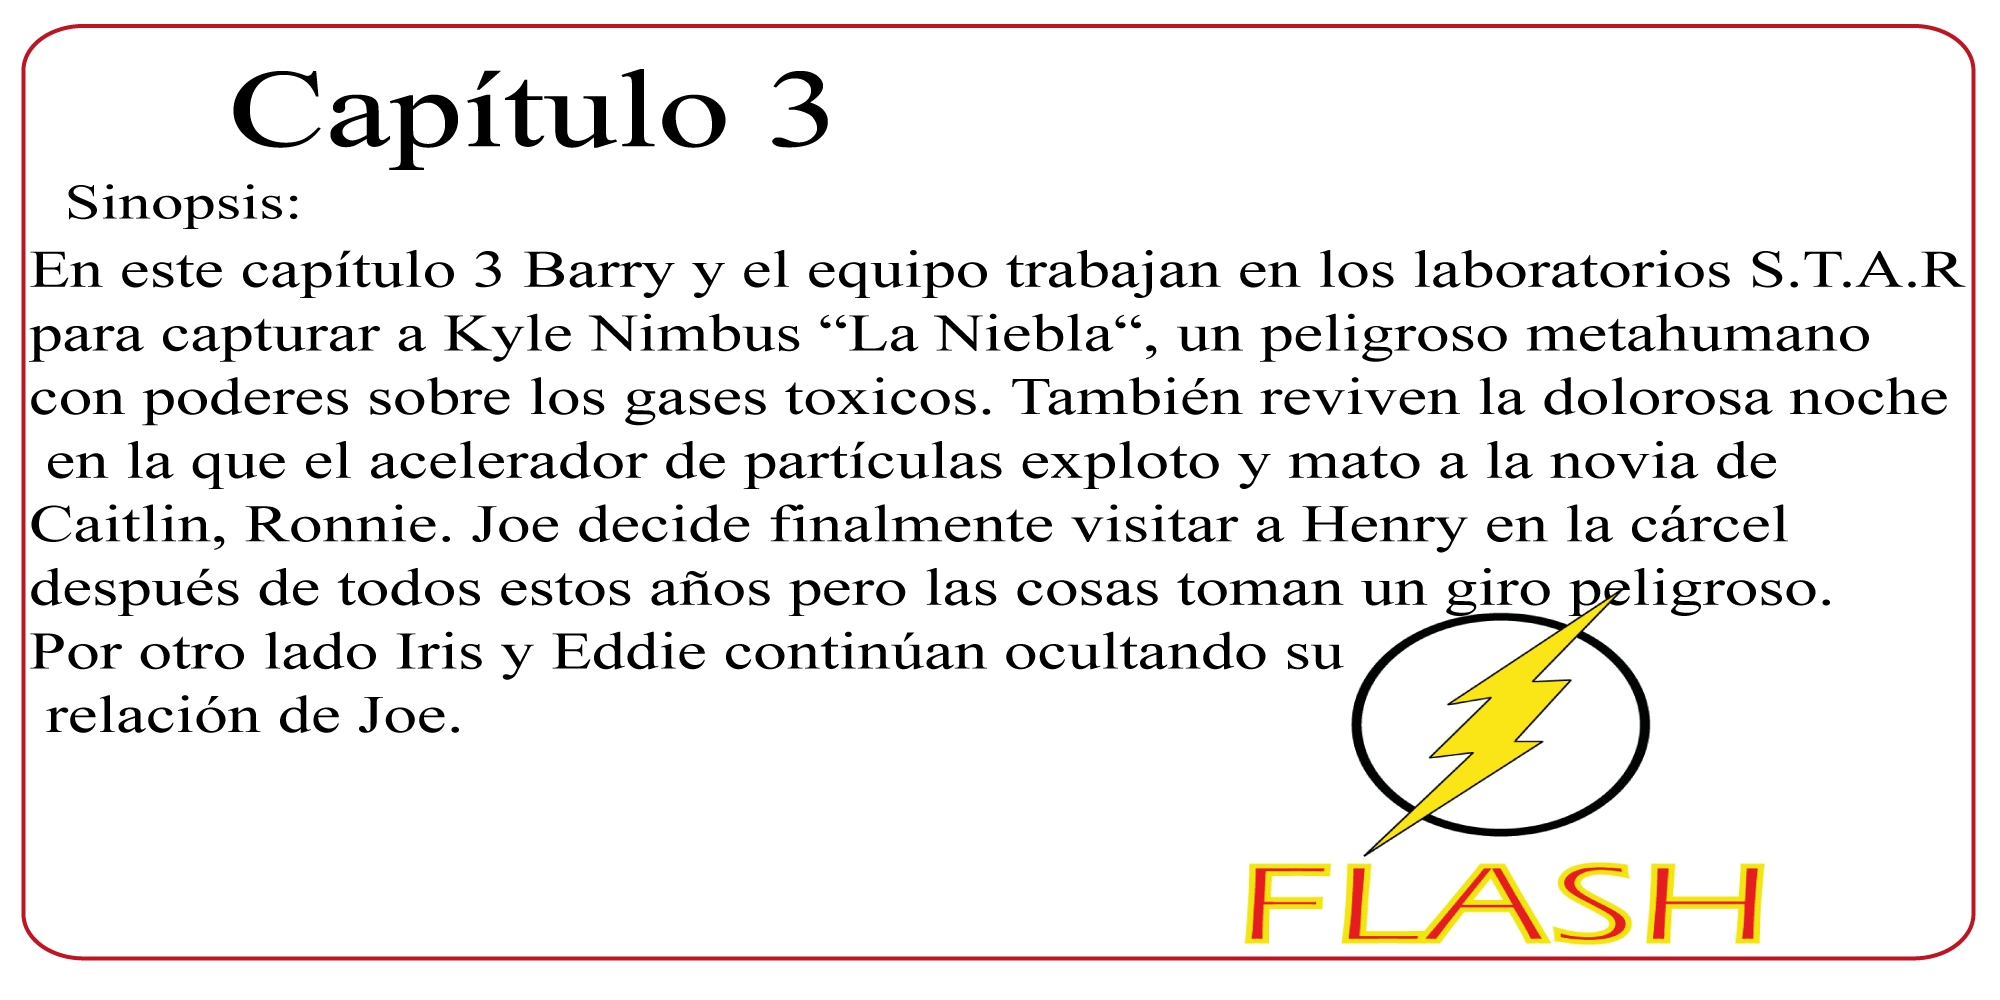 Capítulo 3
Sinopsis:
En este capítulo 3 Barry y el equipo trabajan en los laboratorios S.T.A.R
para capturar a Kyle Nimbus “La Niebla“, un peligroso metahumano
con poderes sobre los gases toxicos. También reviven la dolorosa noche
en la que el acelerador de partículas exploto y mato a la novia de
Caitlin, Ronnie. Joe decide finalmente visitar a Henry en la cárcel
después de todos estos años pero las cosas toman un giro peligroso.
Por otro lado Iris y Eddie continúan ocultando su
relación de Joe.
FLASH